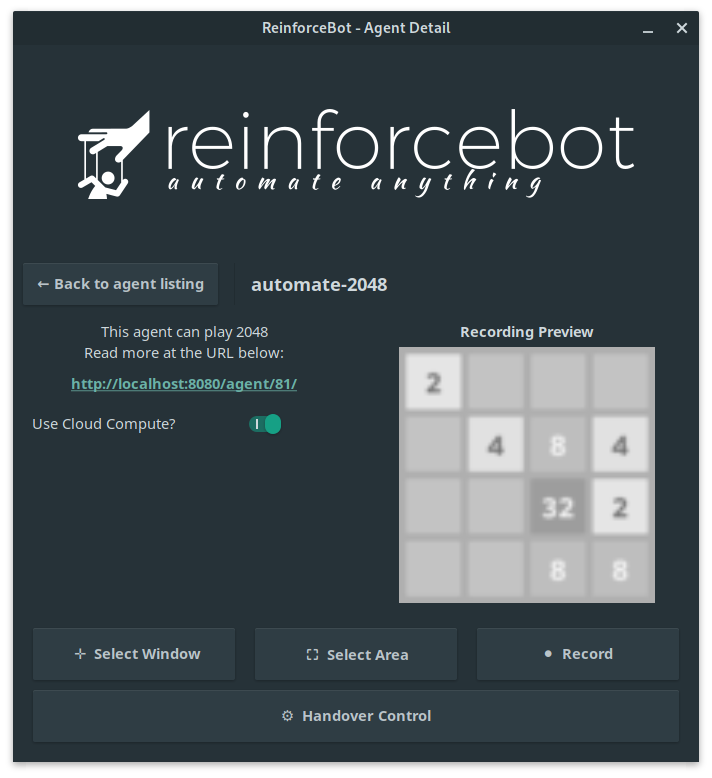 ReinforceBot - Agent Detail
reinforcebot
automate anything
← Back to agent listing
automate-2048
This agent can play 2048
Read more at the URL below:
http://localhost:8080/agent/81/
Use Cloud Compute?
Recording Preview
2
4 8 4
32 2
8 8
Select Window
Select Area
Record
Handover Control